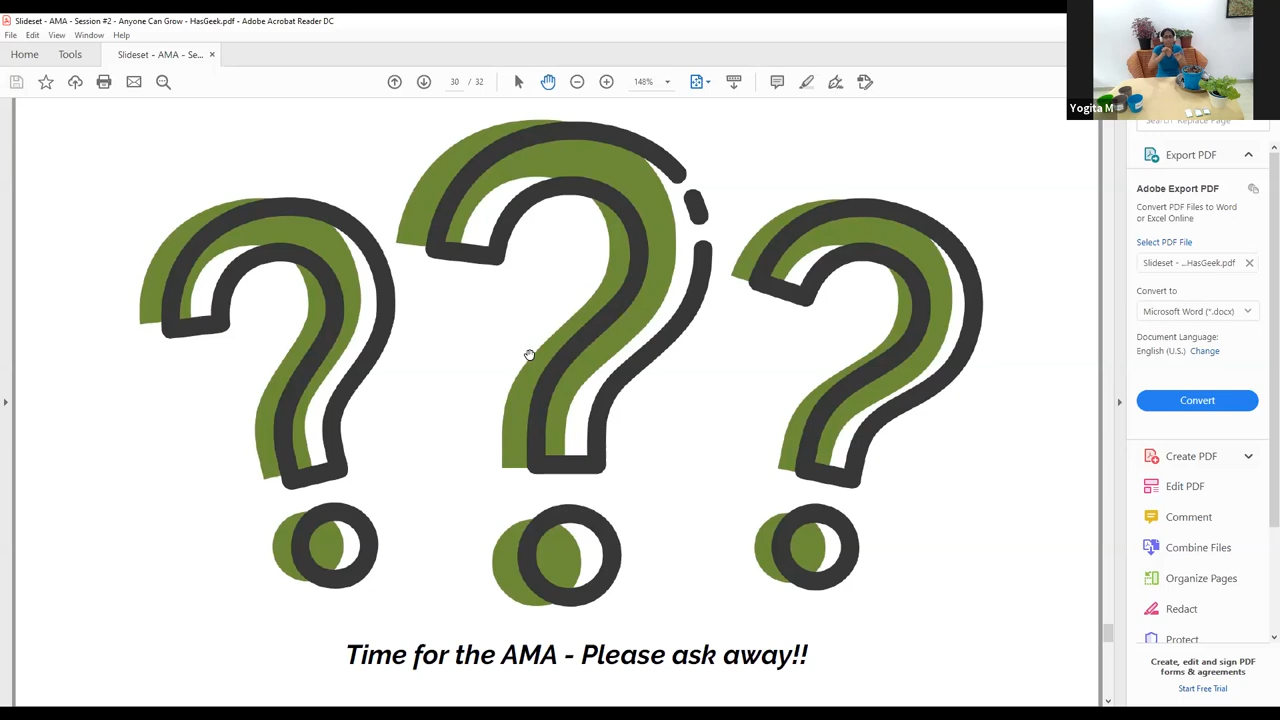 Slideset - AMA - Session #2 - Anyone Can Grow - HasGeek.pdf - Adobe Acrobat Reader DC
File Edit View Window Help
Home Tools Slideset - AMA - Se... ×
30 / 32 148%
Yogita M
Search 'Replace Page'
Export PDF
Adobe Export PDF
Convert PDF Files to Word
or Excel Online
Select PDF File
Slideset - ...HasGeek.pdf
Convert to
Microsoft Word (*.docx)
Document Language:
English (U.S.) Change
Convert
Create PDF
Edit PDF
Comment
Combine Files
Organize Pages
Redact
Protect
Create, edit and sign PDF
forms & agreements
Start Free Trial
? ? ?
Time for the AMA - Please ask away!!